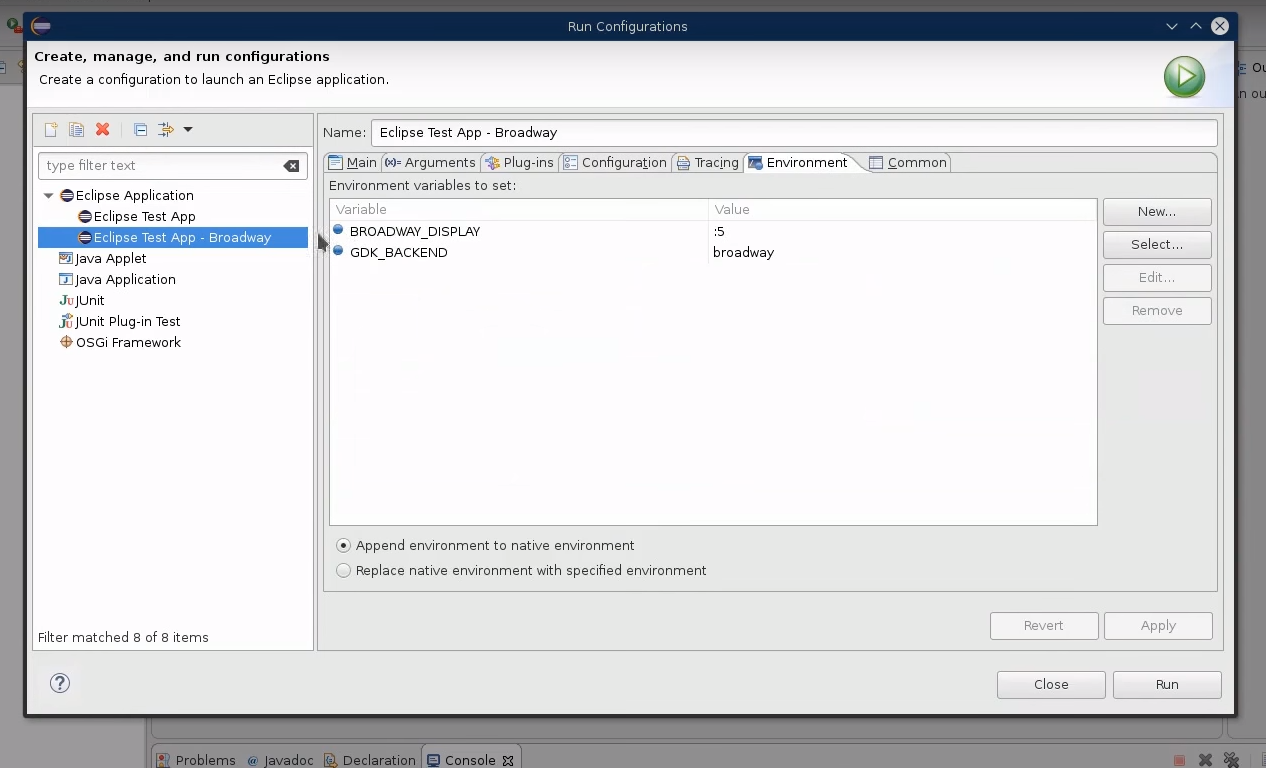 Run Configurations
Create, manage, and run configurations
Create a configuration to launch an Eclipse application.
type filter text
Eclipse Application
Eclipse Test App
Eclipse Test App - Broadway
Java Applet
Java Application
JUnit
JUnit Plug-in Test
OSGi Framework
Filter matched 8 of 8 items
Name: Eclipse Test App - Broadway
Main Arguments Plug-ins Configuration Tracing Environment Common
Environment variables to set:
Variable Value
BROADWAY_DISPLAY :5
GDK_BACKEND broadway
New...
Select...
Edit...
Remove
Append environment to native environment
Replace native environment with specified environment
Revert Apply
Close Run
Problems @ Javadoc Declaration Console